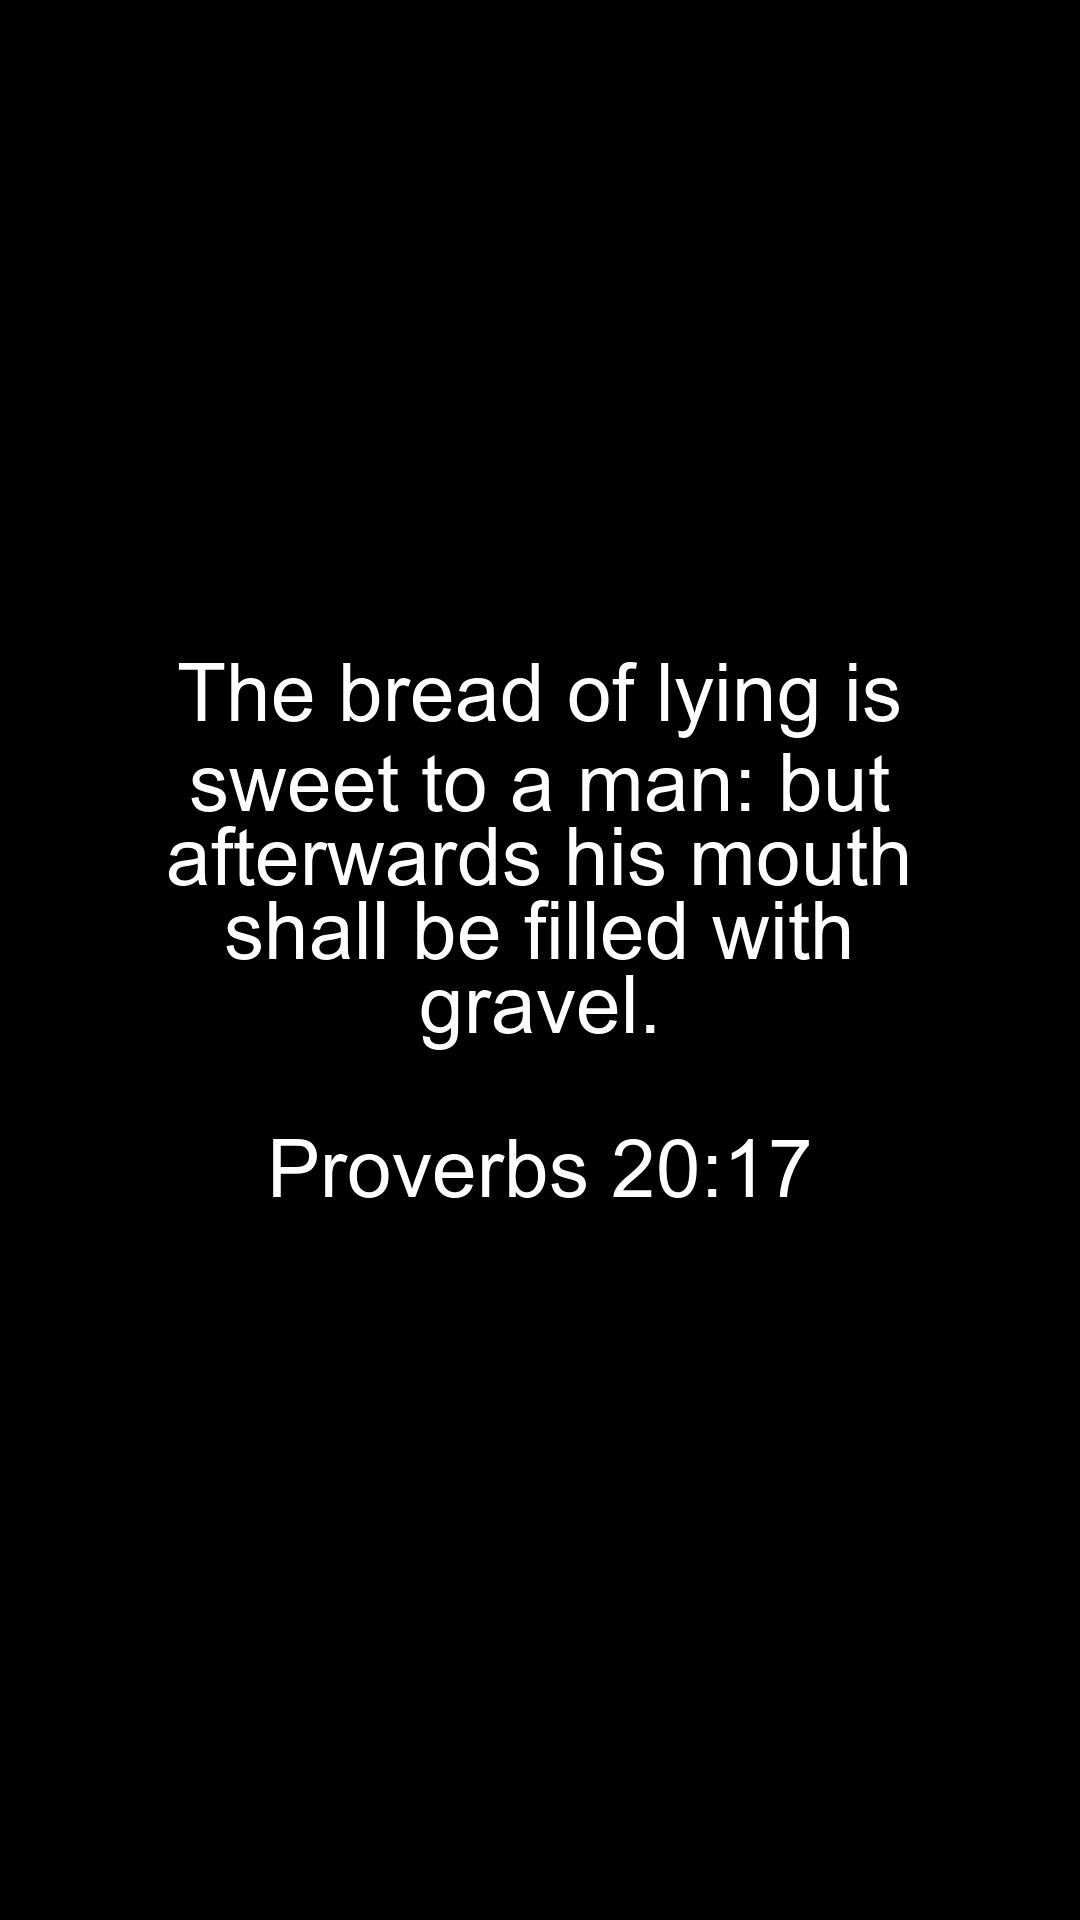 The bread of lying is
sweet to a man: but
afterwards his mouth
shall be filled with
gravel.
Proverbs 20:17